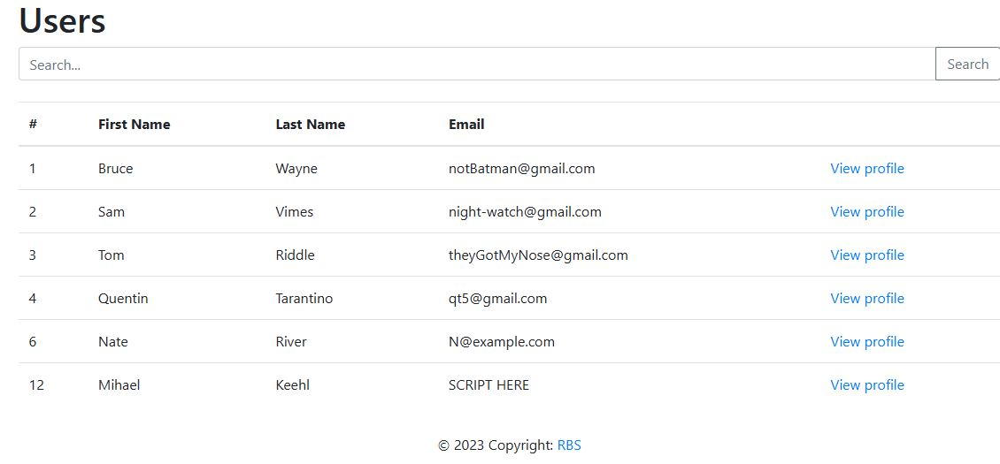 Users
Search... Search
# First Name Last Name Email
1 Bruce Wayne notBatman@gmail.com View profile
2 Sam Vimes night-watch@gmail.com View profile
3 Tom Riddle theyGotMyNose@gmail.com View profile
4 Quentin Tarantino qt5@gmail.com View profile
6 Nate River N@example.com View profile
12 Mihael Keehl SCRIPT HERE View profile
© 2023 Copyright: RBS